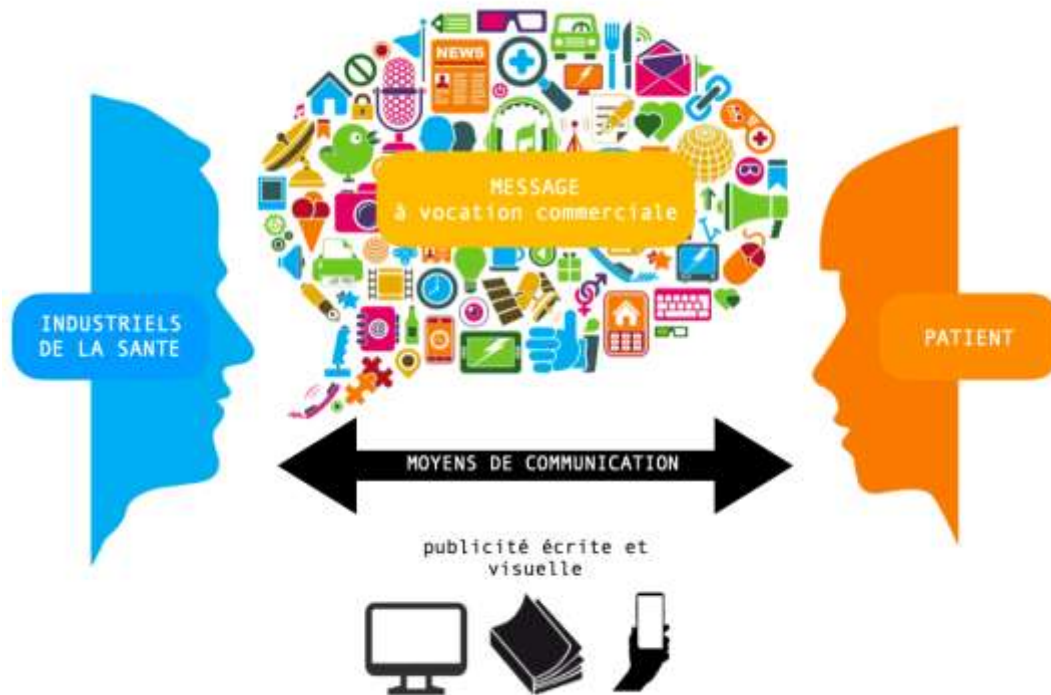 NEWS
MESSAGE
à vocation commerciale
INDUSTRIELS
DE LA SANTE
PATIENT
MOYENS DE COMMUNICATION
publicité écrite et
visuelle